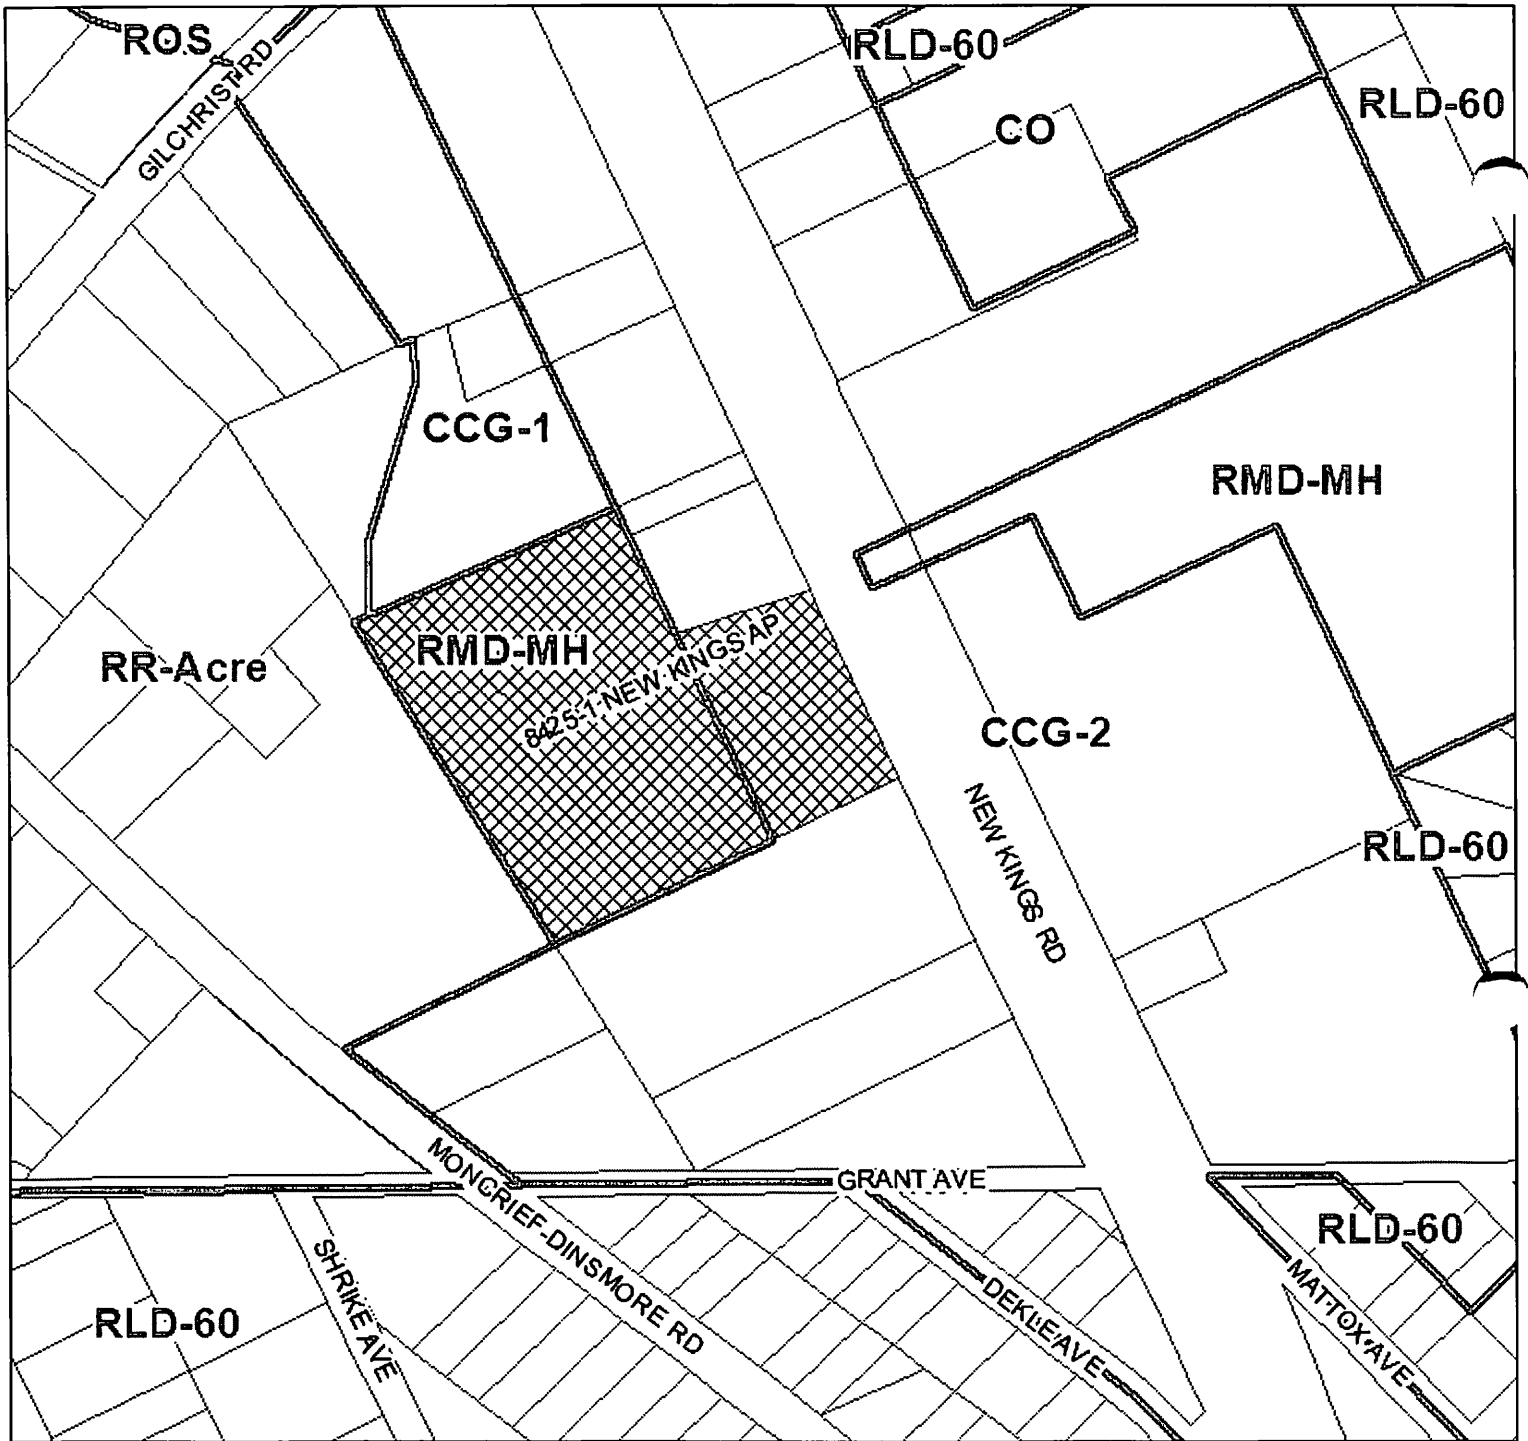 ROS
RLD-60
GILCHRIST RD
RLD-60
CO
CCG-1
RMD-MH
RMD-MH
RR-Acre
8425-1 NEW KINGS AP
CCG-2
NEW KINGS RD
RLD-60
GRANT AVE
MONCRIEF-DINSMORE RD
RLD-60
SHRIKE AVE
DEKLE AVE
MATTOX AVE
RLD-60